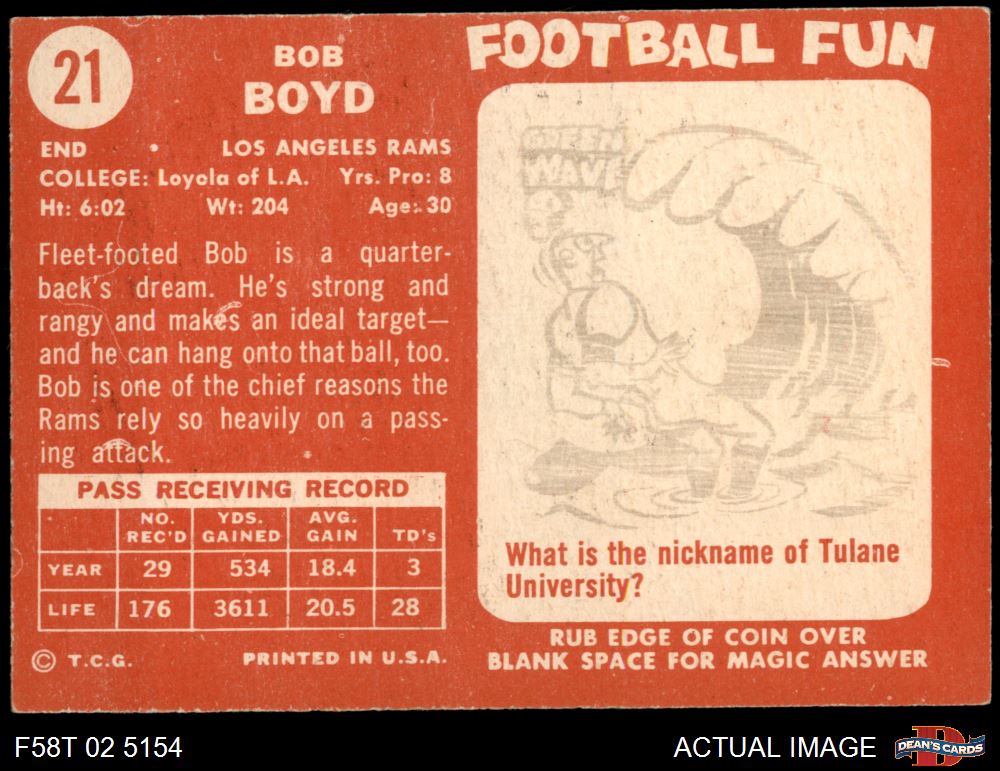 21
BOB
BOYD
END • LOS ANGELES RAMS
COLLEGE: Loyola of L.A. Yrs. Pro: 8
Ht: 6:02 Wt: 204 Age: 30
Fleet-footed Bob is a quarter-
back's dream. He's strong and
rangy and makes an ideal target—
and he can hang onto that ball, too.
Bob is one of the chief reasons the
Rams rely so heavily on a pass-
ing attack.
PASS RECEIVING RECORD
NO. REC'D YDS. GAINED AVG. GAIN TD's
YEAR 29 534 18.4 3
LIFE 176 3611 20.5 28
© T.C.G. PRINTED IN U.S.A.
FOOTBALL FUN
GREEN
WAVE
What is the nickname of Tulane
University?
RUB EDGE OF COIN OVER
BLANK SPACE FOR MAGIC ANSWER
F58T 02 5154 ACTUAL IMAGE DEAN'S CARDS